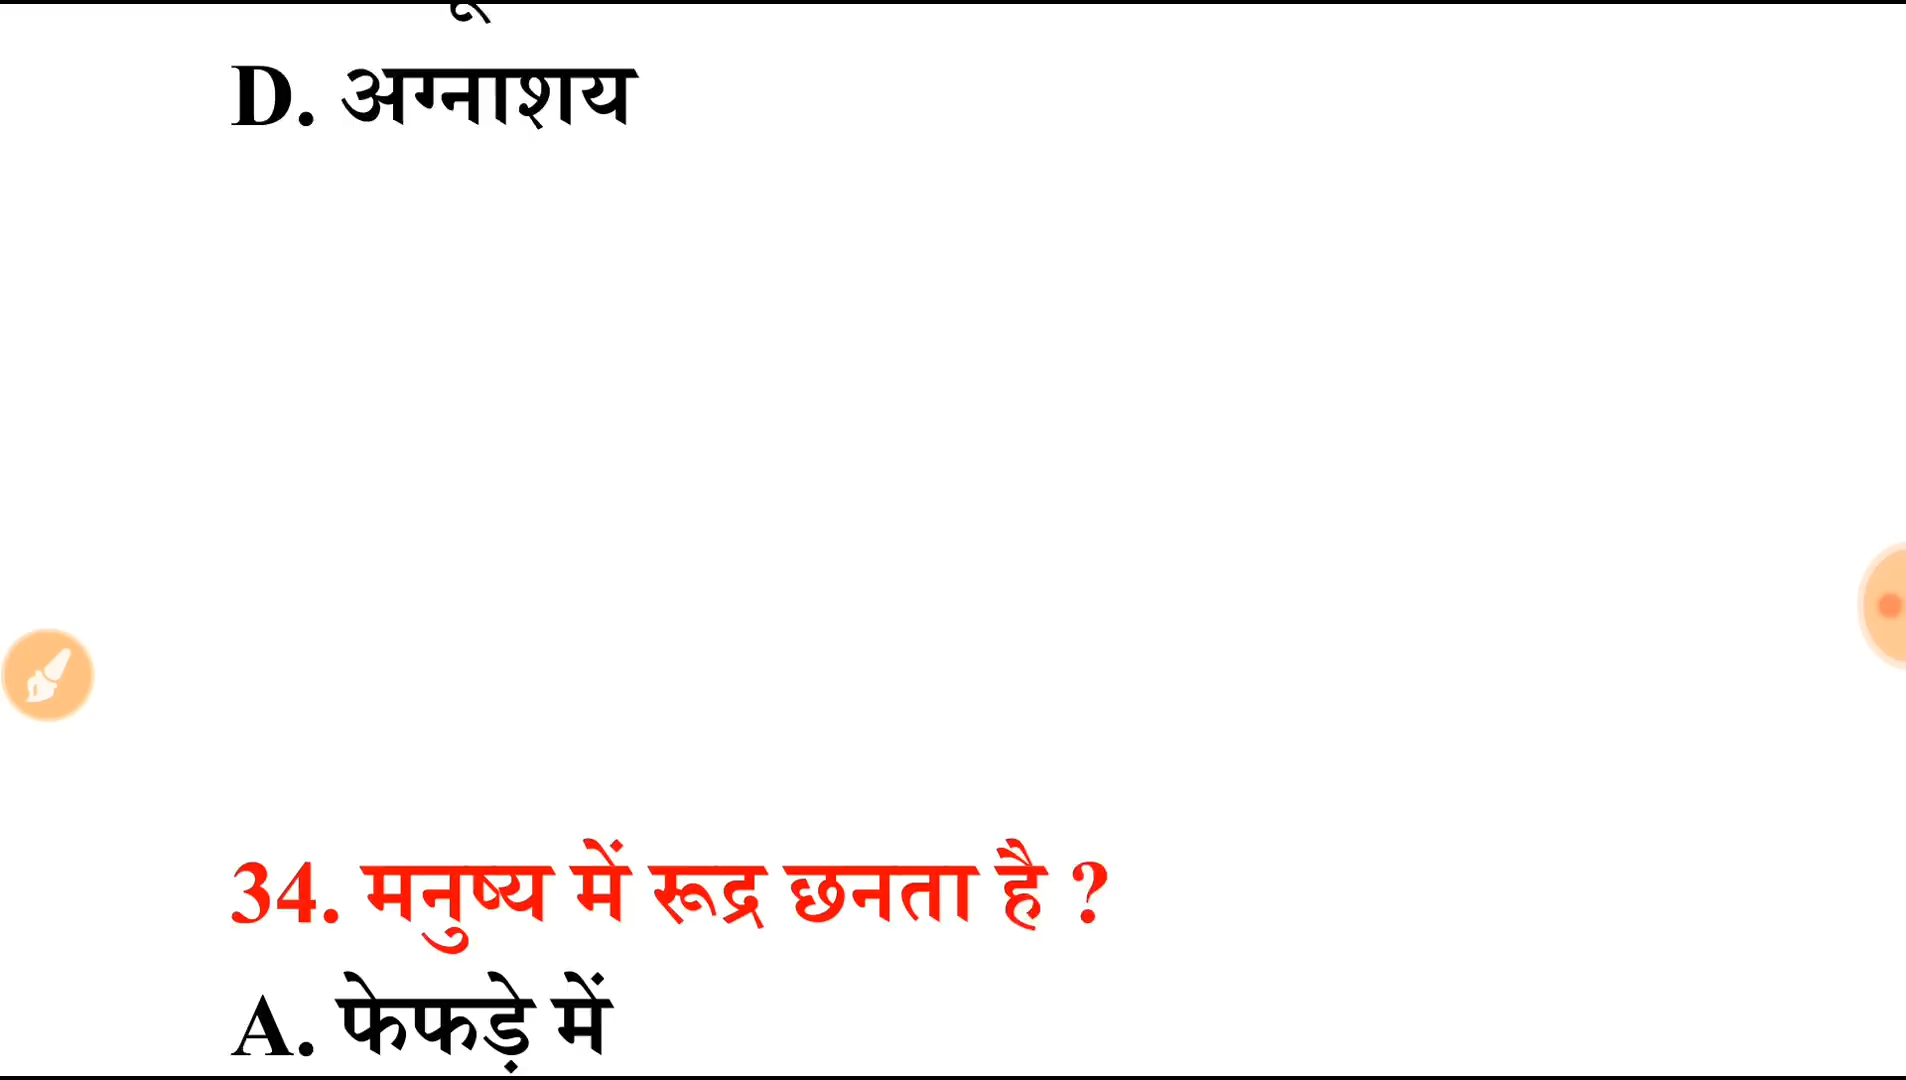 D. अग्नाशय
34. मनुष्य में रूद्र छनता है ?
A. फेफड़े में